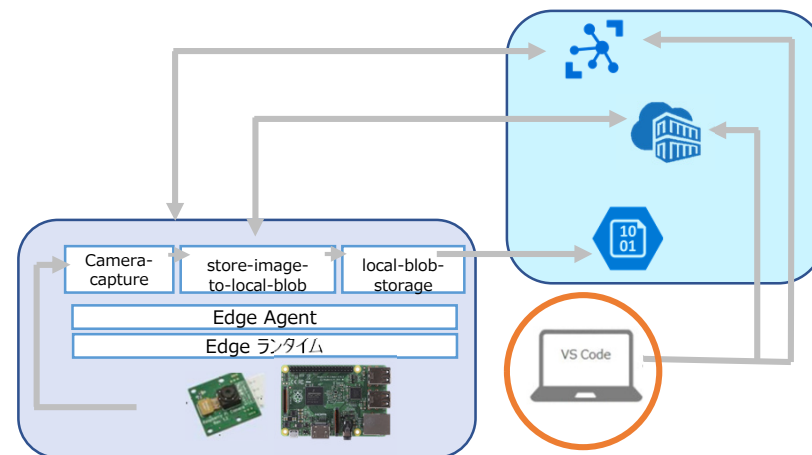 10
01
Camera-
capture
store-image-
to-local-blob
local-blob-
storage
Edge Agent
Edge ランタイム
VS Code